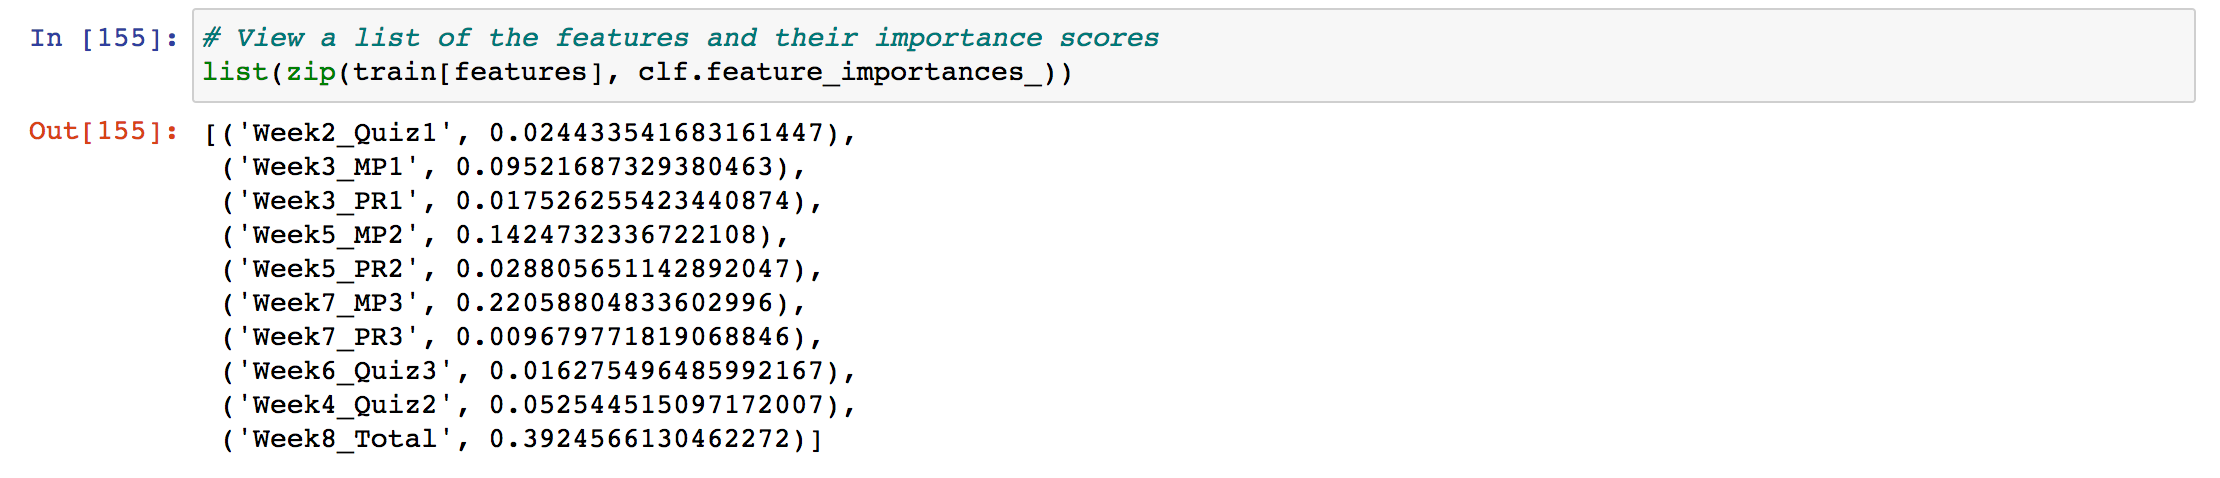 In [155]: # View a list of the features and their importance scores
list(zip(train[features], clf.feature_importances_))
Out[155]: [('Week2_Quiz1', 0.024433541683161447),
('Week3_MP1', 0.09521687329380463),
('Week3_PR1', 0.017526255423440874),
('Week5_MP2', 0.1424732336722108),
('Week5_PR2', 0.028805651142892047),
('Week7_MP3', 0.22058804833602996),
('Week7_PR3', 0.009679771819068846),
('Week6_Quiz3', 0.016275496485992167),
('Week4_Quiz2', 0.052544515097172007),
('Week8_Total', 0.3924566130462272)]